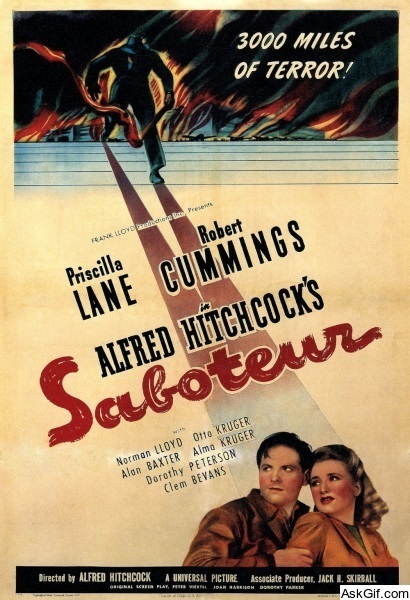 3000 MILES
OF TERROR!
FRANK LLOYD Productions Inc. Presents
Priscilla
LANE
Robert
CUMMINGS
in
ALFRED HITCHCOCK'S
Saboteur
with
Norman LLOYD Otto KRUGER
Alan BAXTER Alma KRUGER
Dorothy PETERSON
Clem BEVANS
Directed by ALFRED HITCHCOCK A UNIVERSAL PICTURE Associate Producer, JACK H. SKIRBALL
ORIGINAL SCREEN PLAY, PETER VIERTEL JOAN HARRISON DOROTHY PARKER
AskGif.com